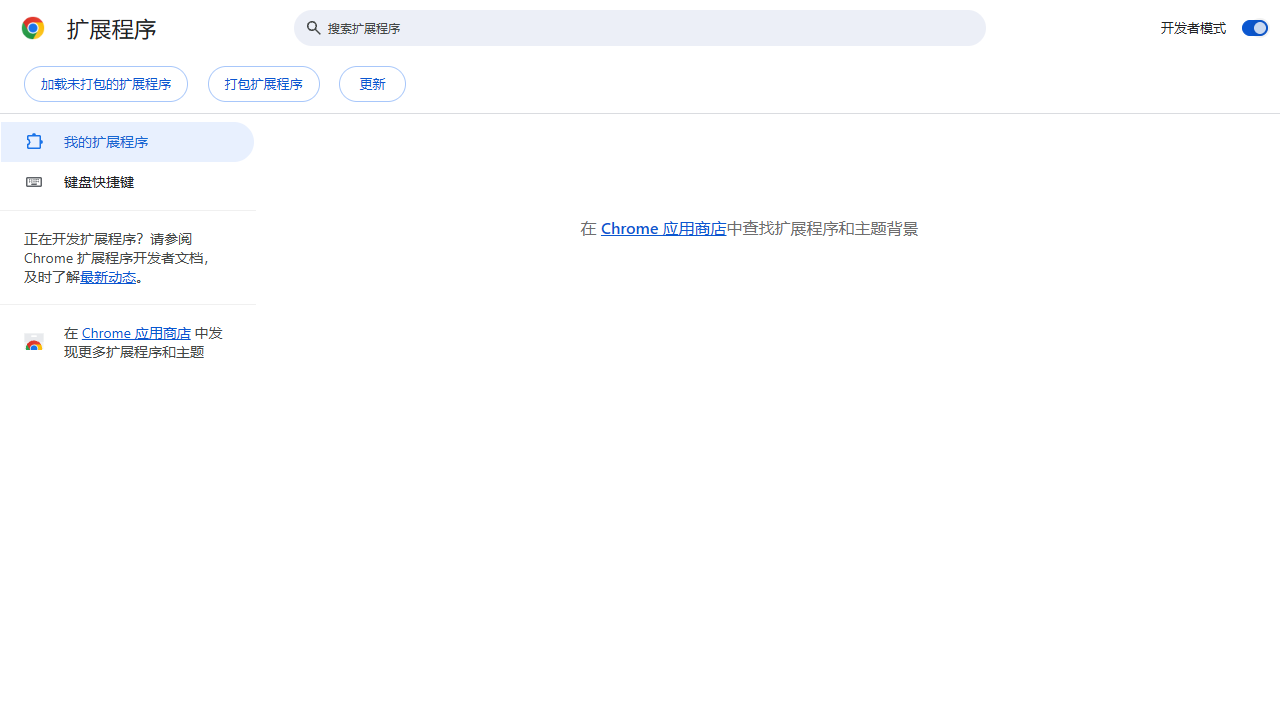 扩展程序
搜索扩展程序
开发者模式
加载未打包的扩展程序
打包扩展程序
更新
我的扩展程序
键盘快捷键
正在开发扩展程序？请参阅
Chrome 扩展程序开发者文档，
及时了解最新动态。
在 Chrome 应用商店 中发
现更多扩展程序和主题
在 Chrome 应用商店中查找扩展程序和主题背景